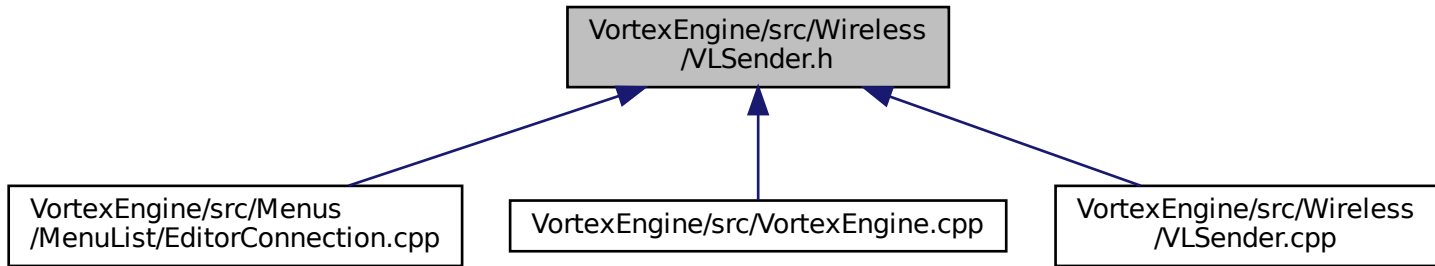 VortexEngine/src/Wireless
/VLSender.h
VortexEngine/src/Menus
/MenuList/EditorConnection.cpp
VortexEngine/src/VortexEngine.cpp
VortexEngine/src/Wireless
/VLSender.cpp